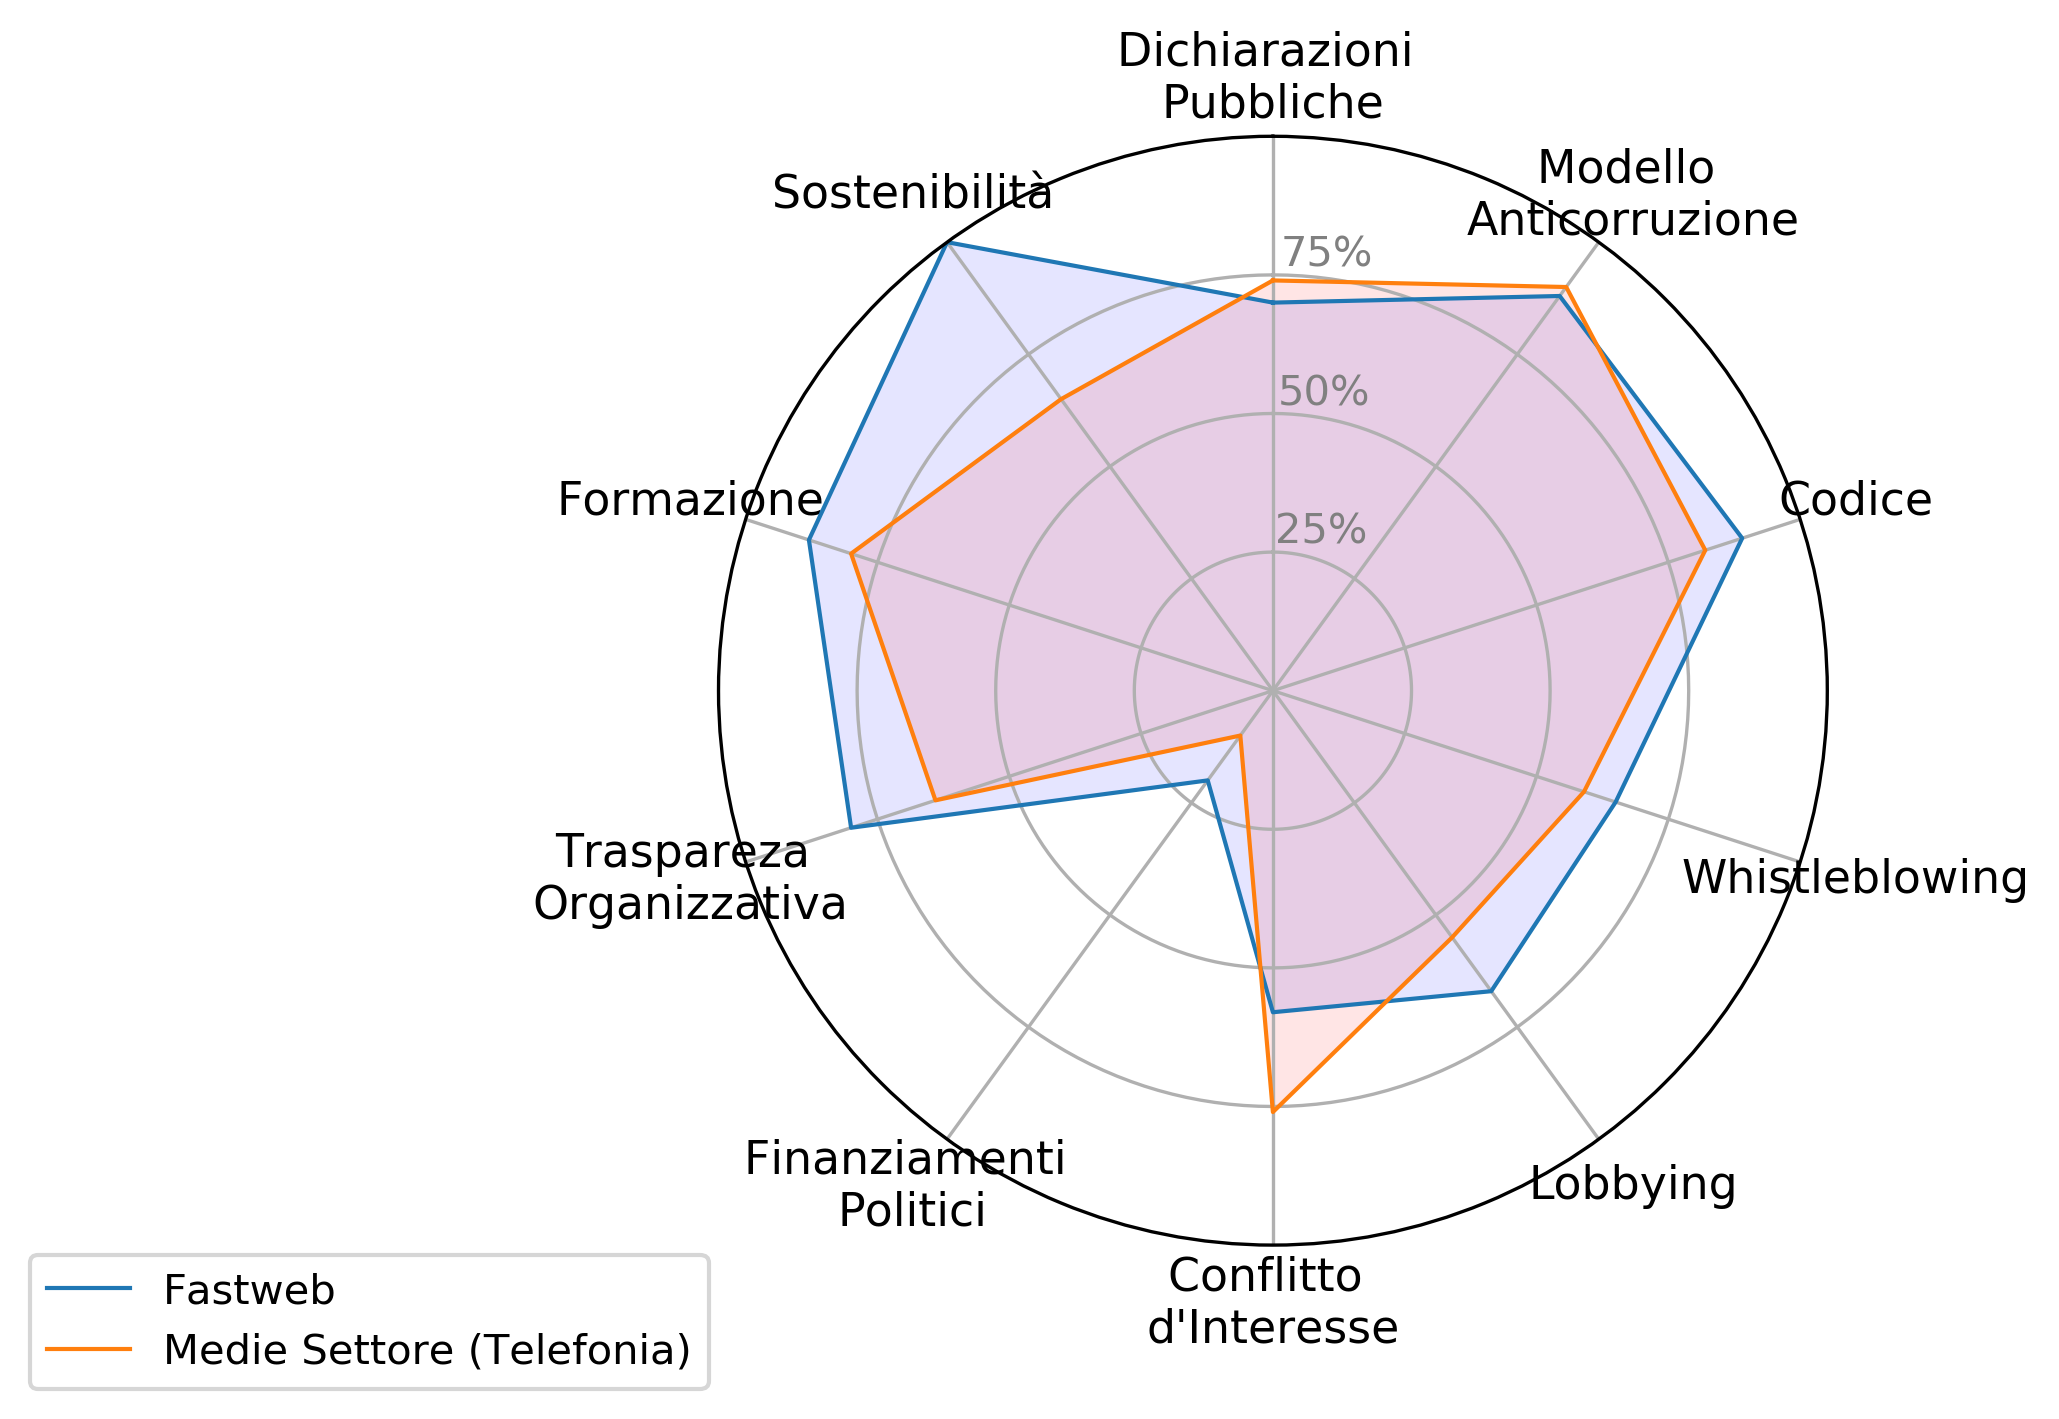 Dichiarazioni
Pubbliche
Modello
Anticorruzione
Sostenibilità
75%
50%
25%
Formazione
Codice
Traspareza
Organizzativa
Whistleblowing
Finanziamenti
Politici
Lobbying
Conflitto
d'Interesse
Fastweb
Medie Settore (Telefonia)